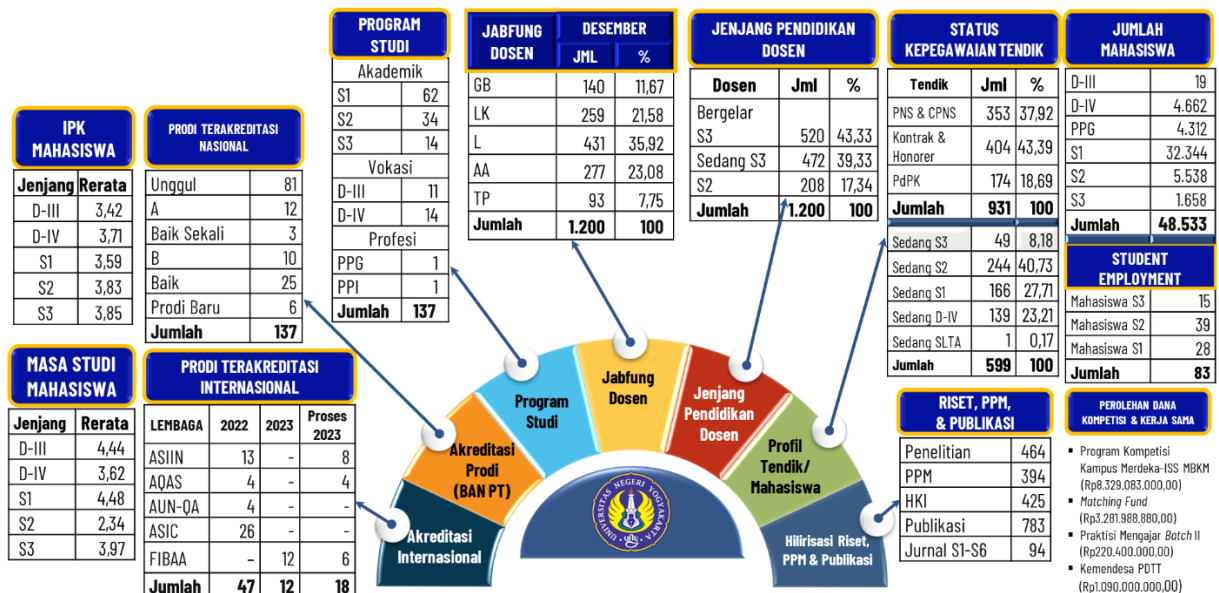 IPK
MAHASISWA
Jenjang Rerata
D-III 3,42
D-IV 3,71
S1 3,59
S2 3,83
S3 3,85
MASA STUDI
MAHASISWA
Jenjang Rerata
D-III 4,44
D-IV 3,62
S1 4,48
S2 2,34
S3 3,97
PRODI TERAKREDITASI
NASIONAL
Unggul 81
A 12
Baik Sekali 3
B 10
Baik 25
Prodi Baru 6
Jumlah 137
PRODI TERAKREDITASI
INTERNASIONAL
LEMBAGA 2022 2023 Proses 2023
ASIIN 13 - 8
AQAS 4 - 4
AUN-QA 4 - -
ASIC 26 - -
FIBAA - 12 6
Jumlah 47 12 18
PROGRAM
STUDI
Akademik
S1 62
S2 34
S3 14
Vokasi
D-III 11
D-IV 14
Profesi
PPG 1
PPI 1
Jumlah 137
JABFUNG
DOSEN
DESEMBER
JML %
GB 140 11,67
LK 259 21,58
L 431 35,92
AA 277 23,08
TP 93 7,75
Jumlah 1.200 100
JENJANG PENDIDIKAN
DOSEN
Dosen Jml %
Bergelar
S3 520 43,33
Sedang S3 472 39,33
S2 208 17,34
Jumlah 1.200 100
STATUS
KEPEGAWAIAN TENDIK
Tendik Jml %
PNS & CPNS 353 37,92
Kontrak &
Honorer 404 43,39
PdPK 174 18,69
Jumlah 931 100
Sedang S3 49 8,18
Sedang S2 244 40,73
Sedang S1 166 27,71
Sedang D-IV 139 23,21
Sedang SLTA 1 0,17
Jumlah 599 100
JUMLAH
MAHASISWA
D-III 19
D-IV 4.662
PPG 4.312
S1 32.344
S2 5.538
S3 1.658
Jumlah 48.533
STUDENT
EMPLOYMENT
Mahasiswa S3 15
Mahasiswa S2 39
Mahasiswa S1 28
Jumlah 83
RISET, PPM,
& PUBLIKASI
Penelitian 464
PPM 394
HKI 425
Publikasi 783
Jurnal S1-S6 94
PEROLEHAN DANA
KOMPETISI & KERJA SAMA
▪ Program Kompetisi
Kampus Merdeka-ISS MBKM
(Rp8.329.083.000,00)
▪ Matching Fund
(Rp3.281.988.880,00)
▪ Praktisi Mengajar Batch II
(Rp220.400.000,00)
▪ Kemendesa PDTT
(Rp1.090.000.000,00)
Akreditasi
Internasional
Akreditasi
Prodi
(BAN PT)
Program
Studi
Jabfung
Dosen
Jenjang
Pendidikan
Dosen
Profil
Tendik/
Mahasiswa
Hilirisasi Riset,
PPM & Publikasi
UNIVERSITAS NEGERI YOGYAKARTA